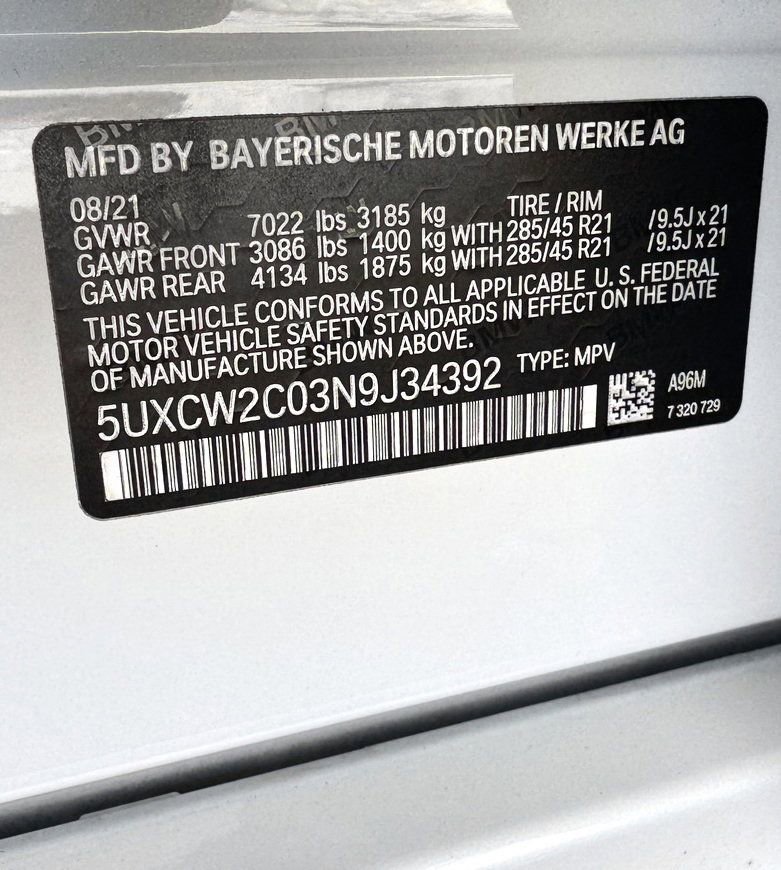 MFD BY BAYERISCHE MOTOREN WERKE AG
08/21 TIRE / RIM
GVWR 7022 lbs 3185 kg
GAWR FRONT 3086 lbs 1400 kg WITH 285/45 R21 /9.5J x 21
GAWR REAR 4134 lbs 1875 kg WITH 285/45 R21 /9.5J x 21
THIS VEHICLE CONFORMS TO ALL APPLICABLE U. S. FEDERAL
MOTOR VEHICLE SAFETY STANDARDS IN EFFECT ON THE DATE
OF MANUFACTURE SHOWN ABOVE.
5UXCW2C03N9J34392 TYPE: MPV
A96M
7 320 729